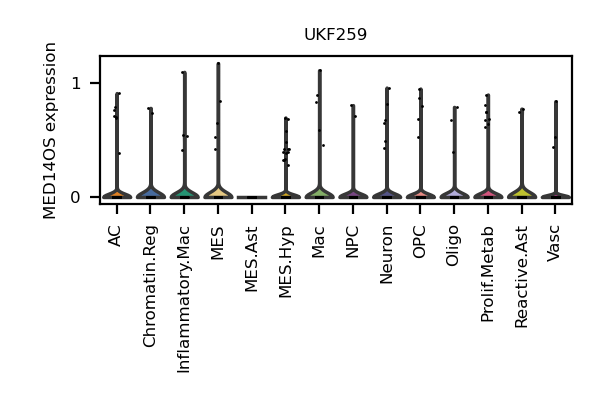 UKF259
MED14OS expression
1
0
AC
Chromatin.Reg
Inflammatory.Mac
MES
MES.Ast
MES.Hyp
Mac
NPC
Neuron
OPC
Oligo
Prolif.Metab
Reactive.Ast
Vasc